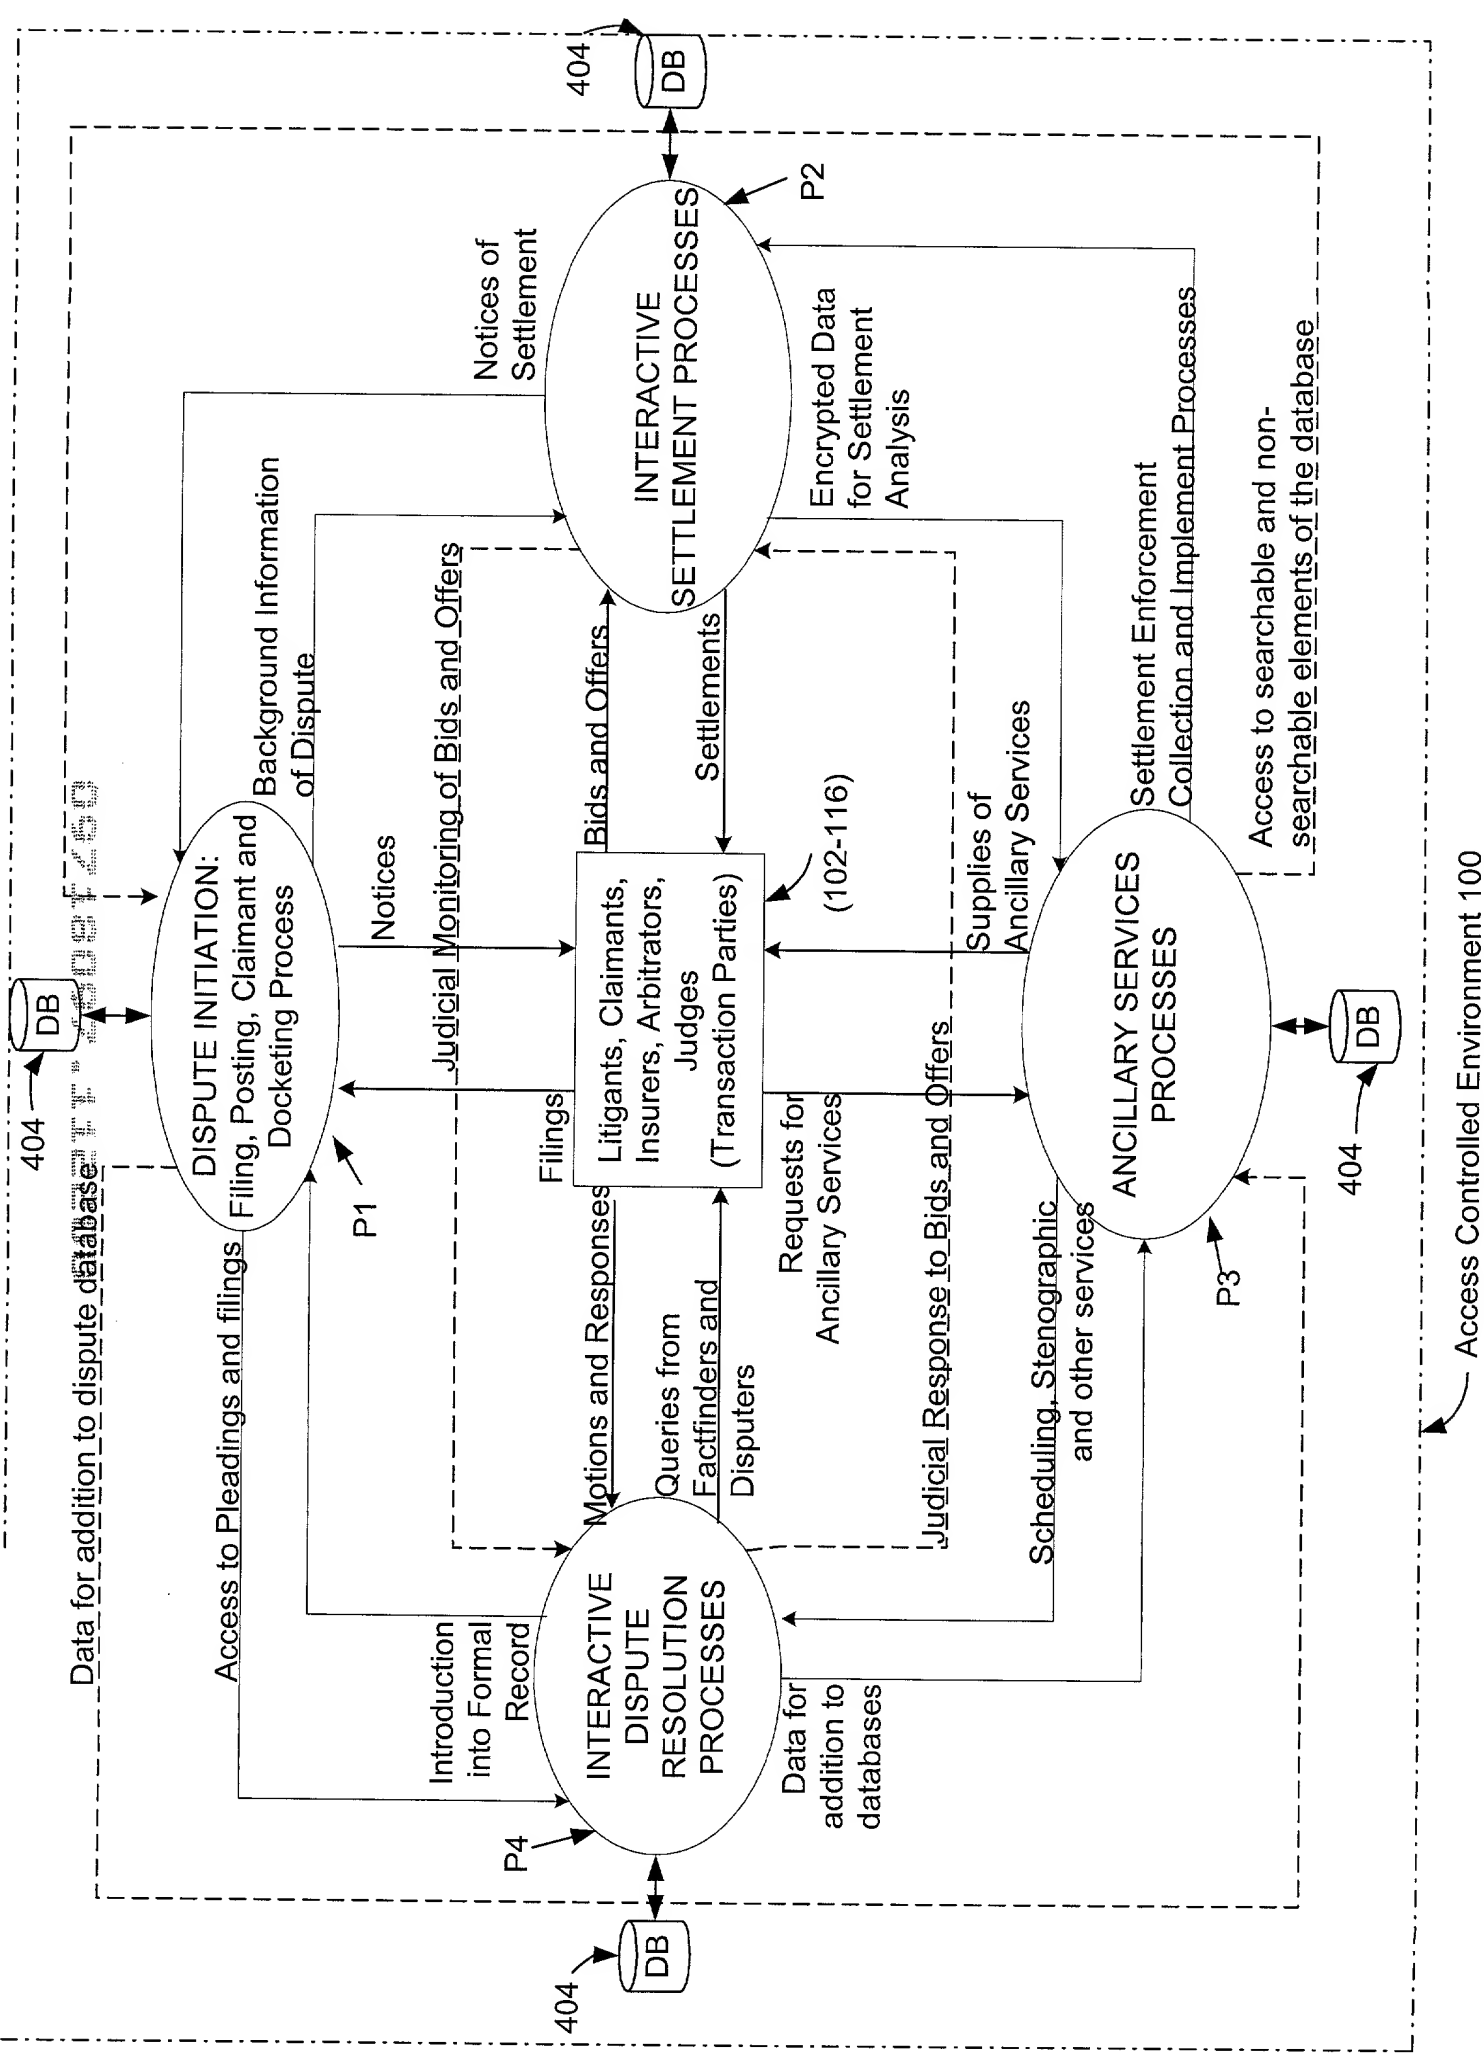 404
DB
Data for addition to dispute database
404
DB
DISPUTE INITIATION:
Filing, Posting, Claimant and
Docketing Process
P1
Access to Pleadings and filings
Background Information
of Dispute
Notices of
Settlement
Introduction
into Formal
Record
Filings
Notices
Judicial Monitoring of Bids and Offers
P4
INTERACTIVE
DISPUTE
RESOLUTION
PROCESSES
404
DB
Motions and Responses
Queries from
Factfinders and
Disputers
Litigants, Claimants,
Insurers, Arbitrators,
Judges
(Transaction Parties)
(102-116)
Bids and Offers
Settlements
INTERACTIVE
SETTLEMENT PROCESSES
P2
DB
Data for
addition to
databases
Requests for
Ancillary Services
Supplies of
Ancillary Services
Encrypted Data
for Settlement
Analysis
Judicial Response to Bids and Offers
Scheduling, Stenographic
and other services
P3
ANCILLARY SERVICES
PROCESSES
Settlement Enforcement
Collection and Implement Processes
Access to searchable and non-
searchable elements of the database
404
DB
Access Controlled Environment 100